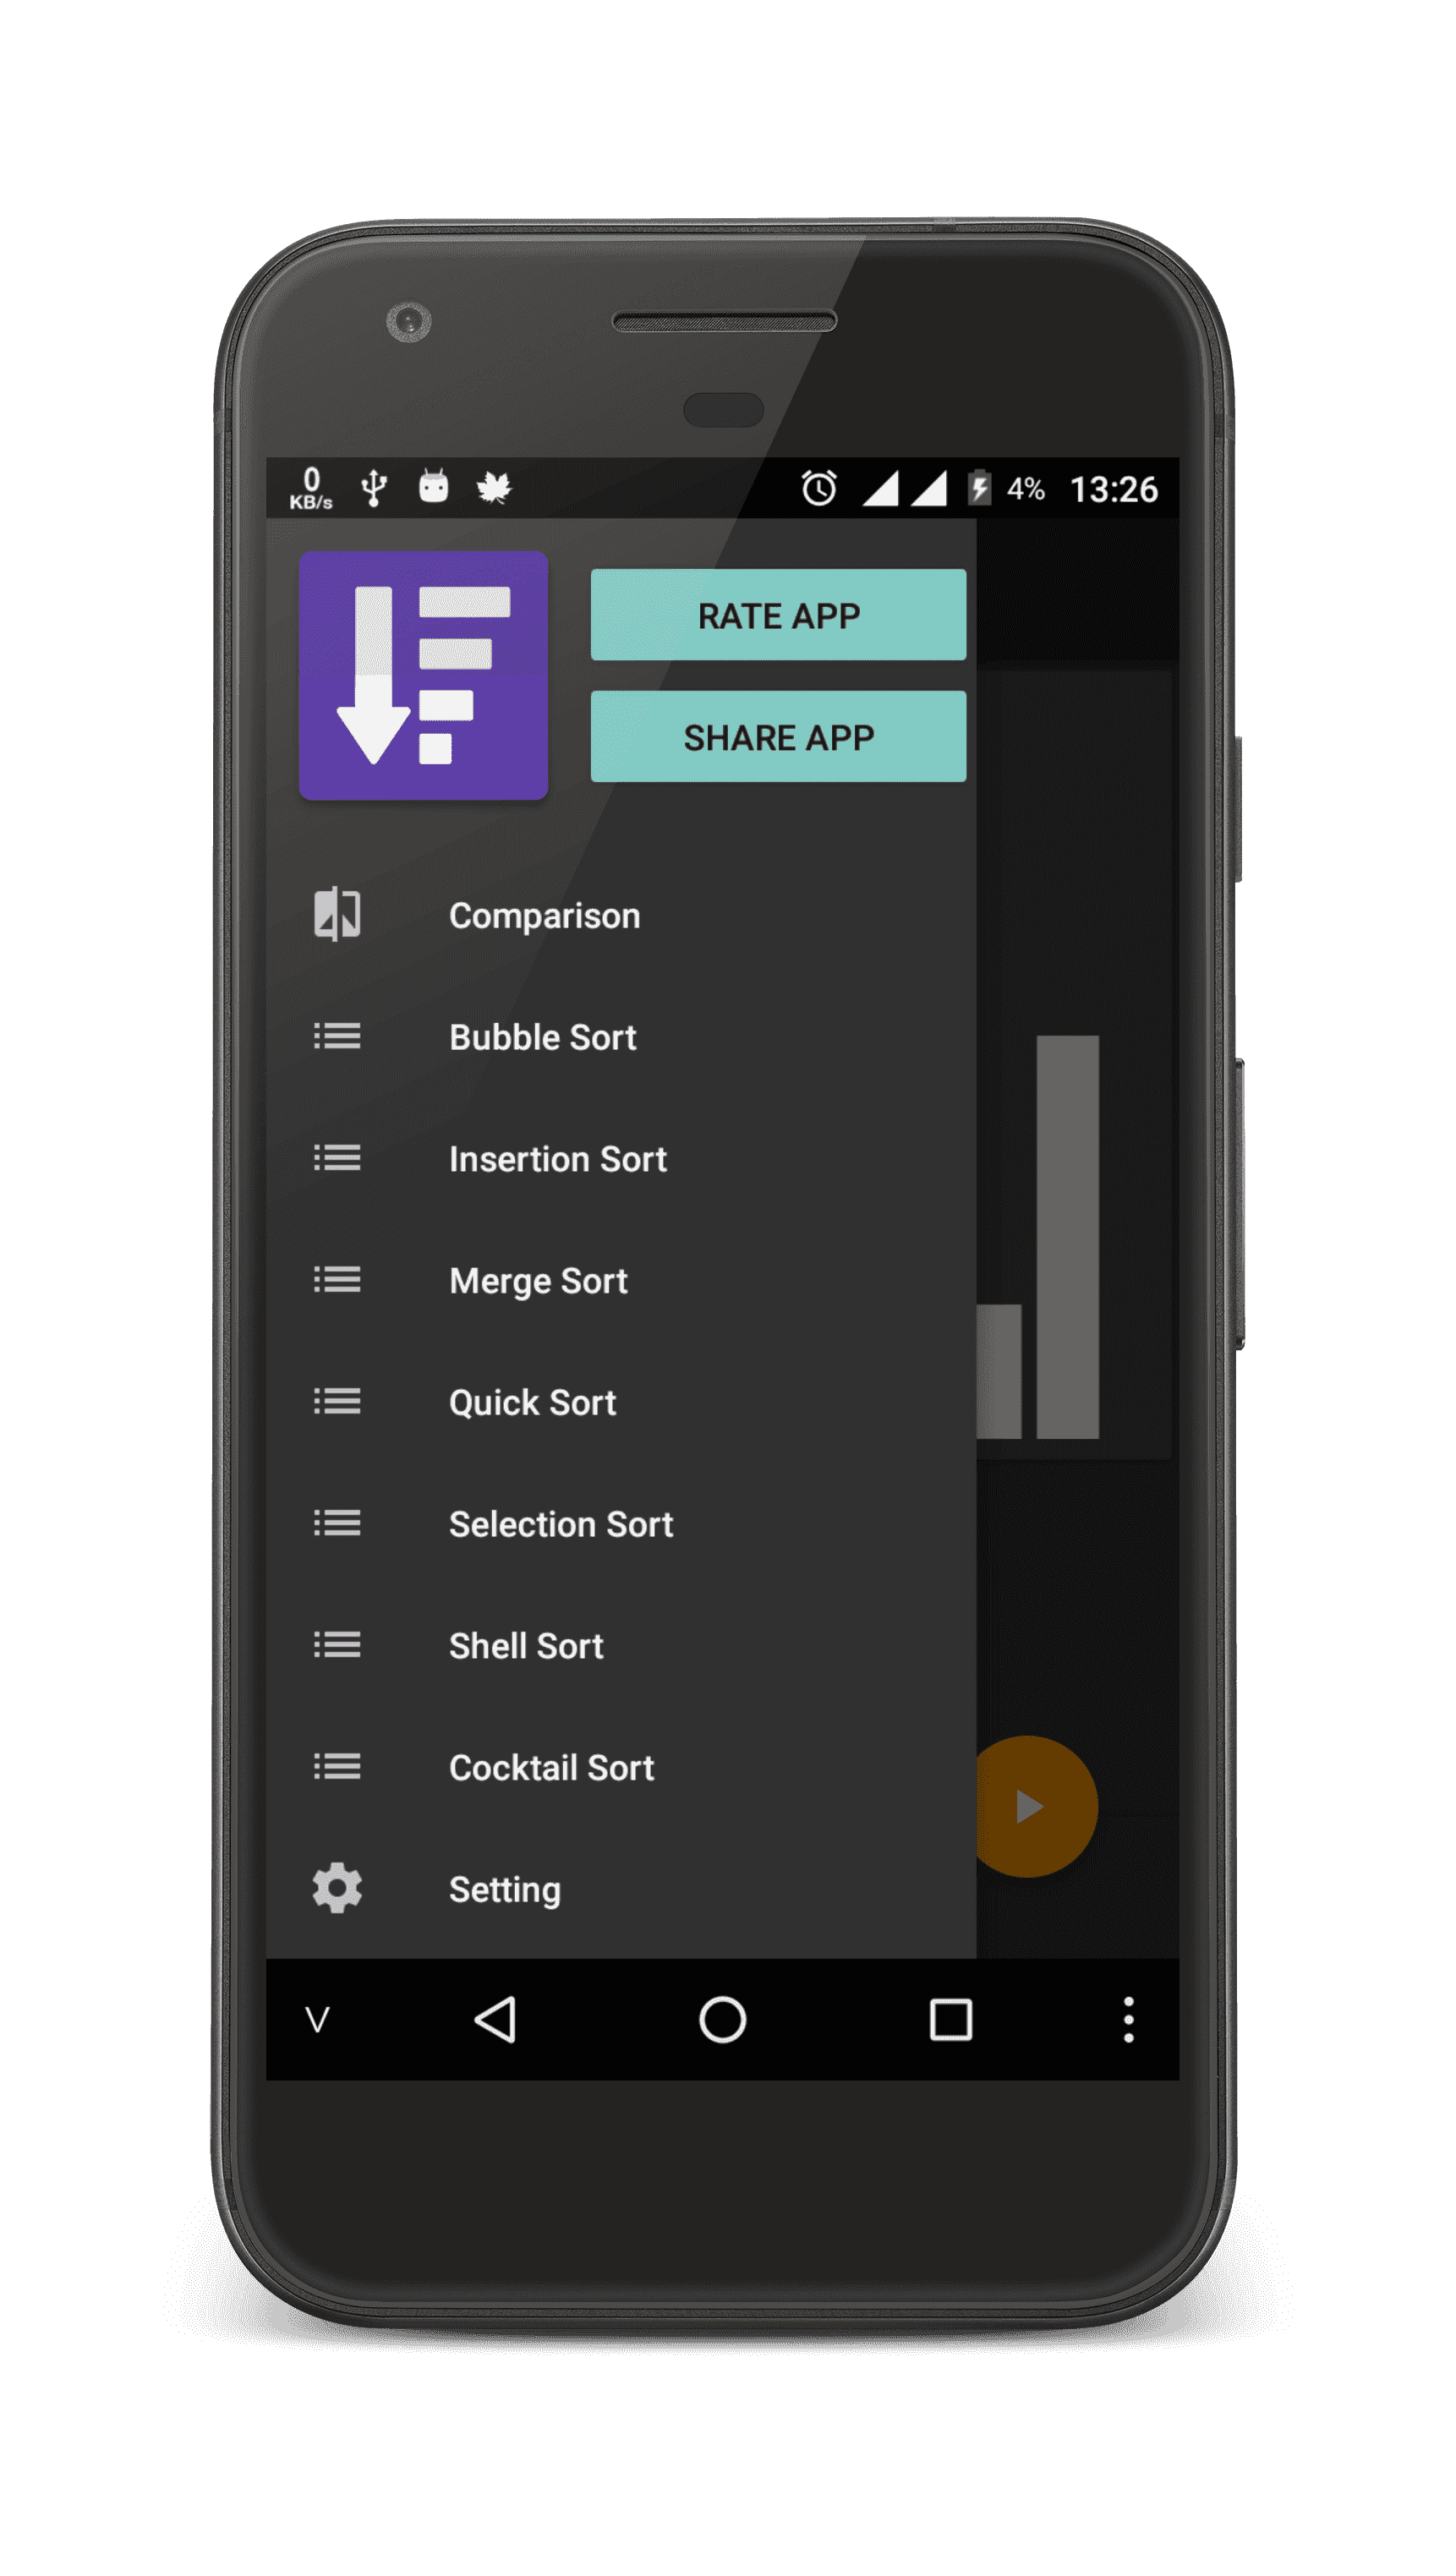 0
KB/s
4% 13:26
RATE APP
SHARE APP
Comparison
Bubble Sort
Insertion Sort
Merge Sort
Quick Sort
Selection Sort
Shell Sort
Cocktail Sort
Setting